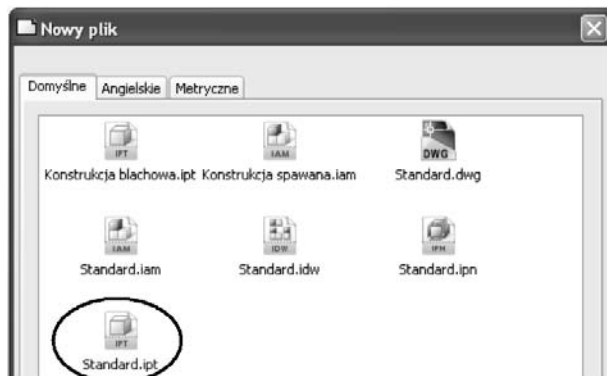 Nowy plik
Domyślne Angielskie Metryczne
IPT IAM DWG
Konstrukcja blachowa.ipt Konstrukcja spawana.iam Standard.dwg
IAM IDW IPN
Standard.iam Standard.idw Standard.ipn
IPT
Standard.ipt